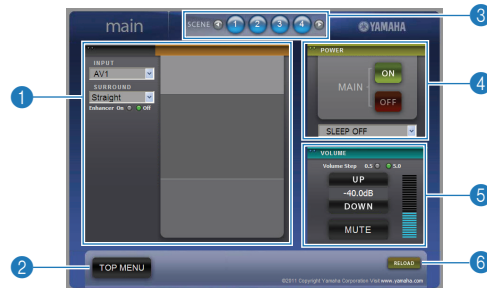 main
SCENE 1 2 3 4
YAMAHA
3
1
INPUT
AV1
SURROUND
Straight
Enhancer On Off
POWER
MAIN
ON
OFF
SLEEP OFF
4
VOLUME
Volume Step 0.5 5.0
UP
-40.0dB
DOWN
MUTE
5
2
TOP MENU
RELOAD
6
©2011 Copyright Yamaha Corporation Visit www.yamaha.com